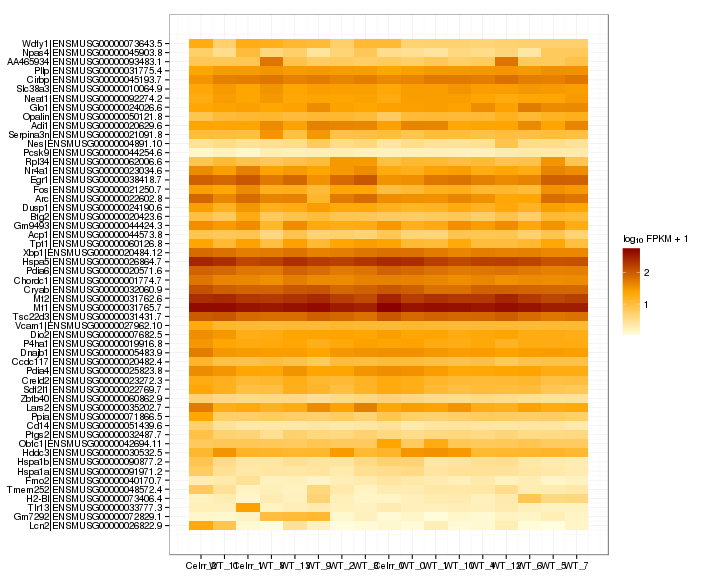 Wdfy1|ENSMUSG00000073643.5
Npas4|ENSMUSG00000045903.8
AA465934|ENSMUSG00000093483.1
Pllp|ENSMUSG00000031775.4
Cirbp|ENSMUSG00000045193.7
Slc38a3|ENSMUSG00000010064.9
Neat1|ENSMUSG00000092274.2
Glo1|ENSMUSG00000024026.6
Opalin|ENSMUSG00000050121.8
Adi1|ENSMUSG00000020629.6
Serpina3n|ENSMUSG00000021091.8
Nes|ENSMUSG00000004891.10
Pcsk9|ENSMUSG00000044254.6
Rpl34|ENSMUSG00000062006.6
Nr4a1|ENSMUSG00000023034.6
Egr1|ENSMUSG00000038418.7
Fos|ENSMUSG00000021250.7
Arc|ENSMUSG00000022602.8
Dusp1|ENSMUSG00000024190.6
Btg2|ENSMUSG00000020423.6
Gm9493|ENSMUSG00000044424.3
Acp1|ENSMUSG00000044573.8
Tpt1|ENSMUSG00000060126.8
Xbp1|ENSMUSG00000020484.12
Hspa5|ENSMUSG00000026864.7
Pdia6|ENSMUSG00000020571.6
Chordc1|ENSMUSG00000001774.7
Cryab|ENSMUSG00000032060.9
Mt2|ENSMUSG00000031762.6
Mt1|ENSMUSG00000031765.7
Tsc22d3|ENSMUSG00000031431.7
Vcam1|ENSMUSG00000027962.10
Dio2|ENSMUSG00000007682.5
P4ha1|ENSMUSG00000019916.8
Dnajb1|ENSMUSG00000005483.9
Ccdc117|ENSMUSG00000020482.4
Pdia4|ENSMUSG00000025823.8
Creld2|ENSMUSG00000023272.3
Sdf2l1|ENSMUSG00000022769.7
Zbtb40|ENSMUSG00000060862.9
Lars2|ENSMUSG00000035202.7
Ppia|ENSMUSG00000071866.5
Cd14|ENSMUSG00000051439.6
Ptgs2|ENSMUSG00000032487.7
Obfc1|ENSMUSG00000042694.11
Hddc3|ENSMUSG00000030532.5
Hspa1b|ENSMUSG00000090877.2
Hspa1a|ENSMUSG00000091971.2
Fmo2|ENSMUSG00000040170.7
Tmem252|ENSMUSG00000048572.4
H2-Bl|ENSMUSG00000073406.4
Tlr13|ENSMUSG00000033777.3
Gm7292|ENSMUSG00000072829.1
Lcn2|ENSMUSG00000026822.9
log₁₀ FPKM + 1
2
1